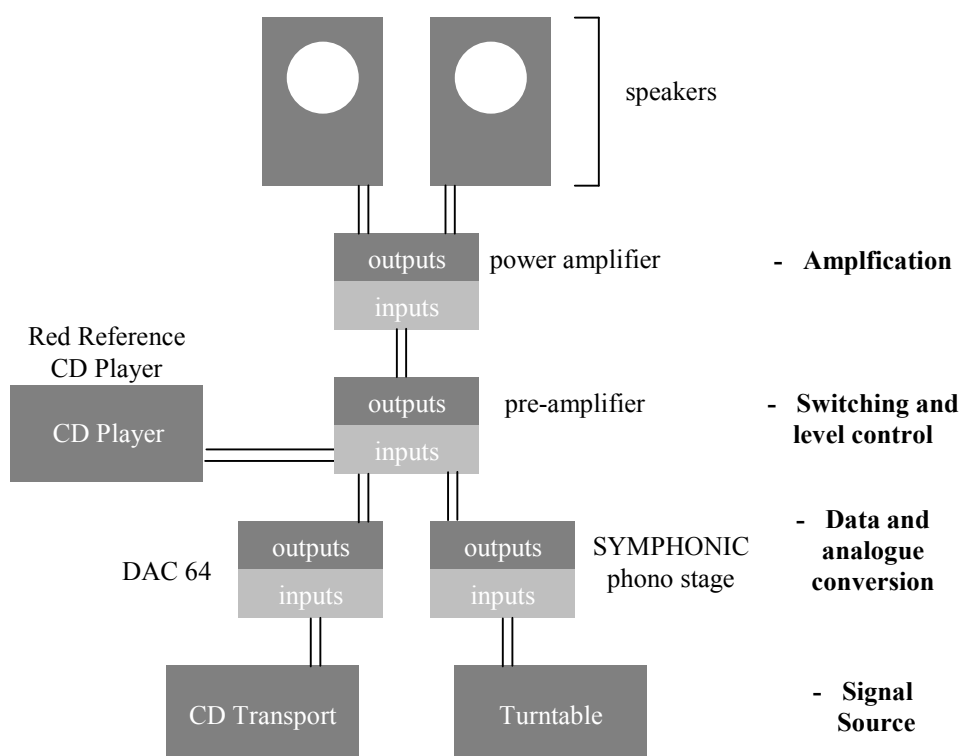 speakers
outputs
power amplifier
- Amplfication
inputs
Red Reference
CD Player
CD Player
outputs
pre-amplifier
- Switching and
level control
inputs
DAC 64
outputs
inputs
outputs
inputs
SYMPHONIC
phono stage
- Data and
analogue
conversion
CD Transport
Turntable
- Signal
Source